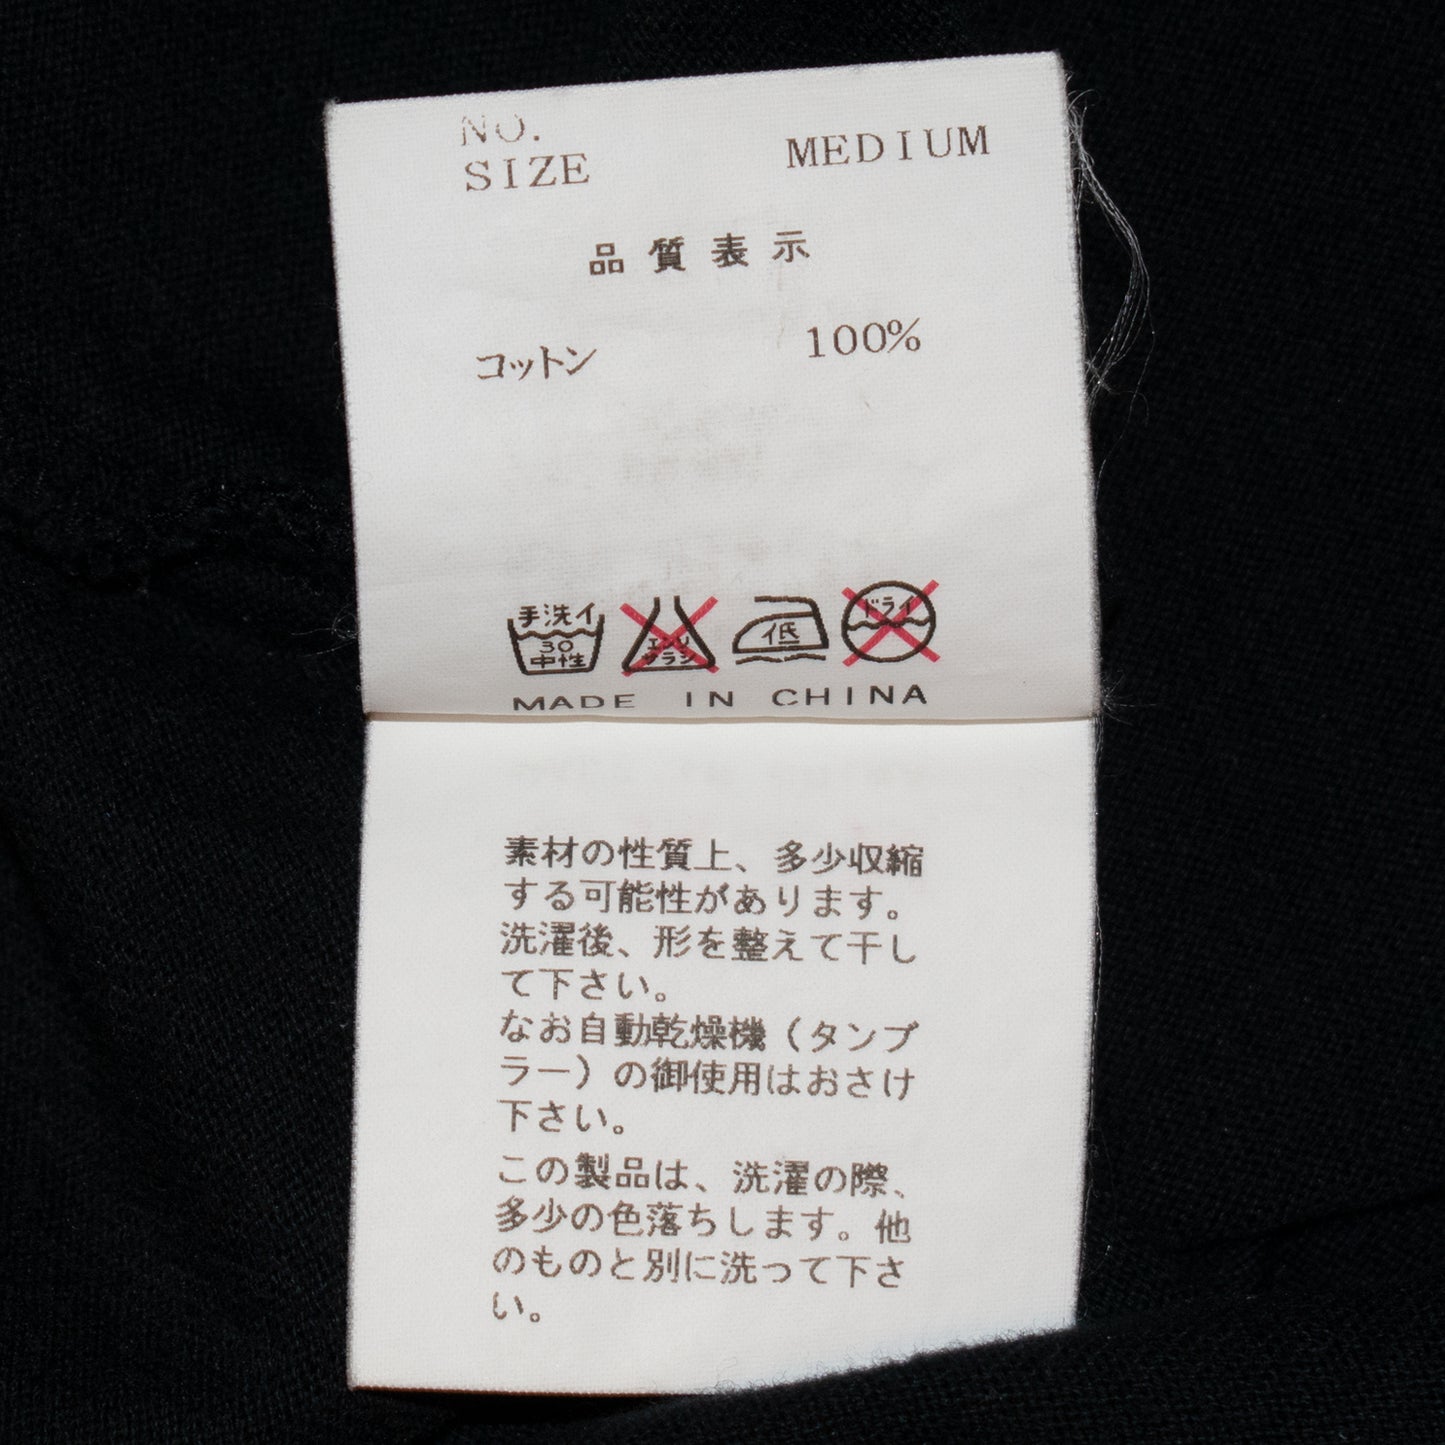 NO.
SIZE MEDIUM
品質表示
コットン 100%
手洗イ 30 中性
エンソ サラシ
低
ドライ
MADE IN CHINA
素材の性質上、多少収縮
する可能性があります。
洗濯後、形を整えて干し
て下さい。
なお自動乾燥機(タンブ
ラー)の御使用はおさけ
下さい。
この製品は、洗濯の際、
多少の色落ちします。他
のものと別に洗って下さ
い。